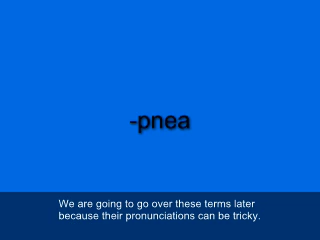 -pnea
We are going to go over these terms later
because their pronunciations can be tricky.